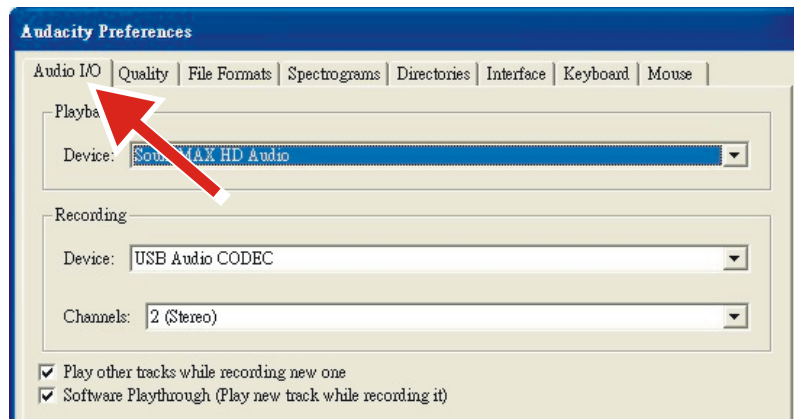 Audacity Preferences
Audio I/O Quality File Formats Spectrograms Directories Interface Keyboard Mouse
Device:
MAX HD Audio
Recording
Device: USB Audio CODEC
Channels: 2 (Stereo)
Play other tracks while recording new one
Software Playthrough (Play new track while recording it)